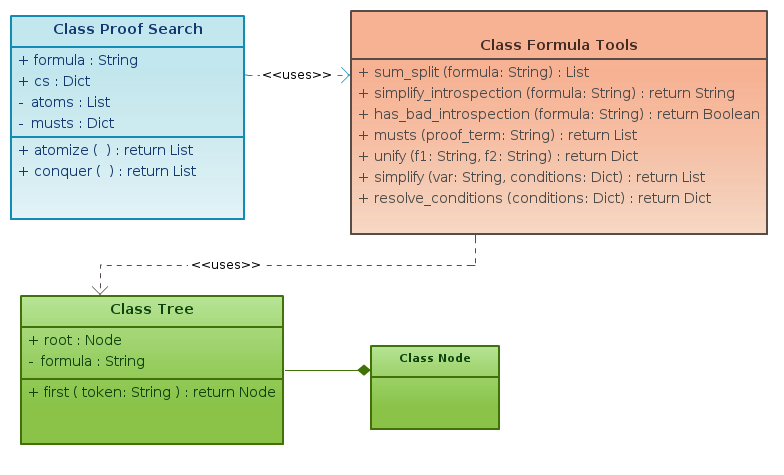 Class Proof Search
+ formula : String
+ cs : Dict
- atoms : List
- musts : Dict
+ atomize ( ) : return List
+ conquer ( ) : return List
<<uses>>
Class Formula Tools
+ sum_split (formula: String) : List
+ simplify_introspection (formula: String) : return String
+ has_bad_introspection (formula: String) : return Boolean
+ musts (proof_term: String) : return List
+ unify (f1: String, f2: String) : return Dict
+ simplify (var: String, conditions: Dict) : return List
+ resolve_conditions (conditions: Dict) : return Dict
<<uses>>
Class Tree
+ root : Node
- formula : String
+ first ( token: String ) : return Node
Class Node